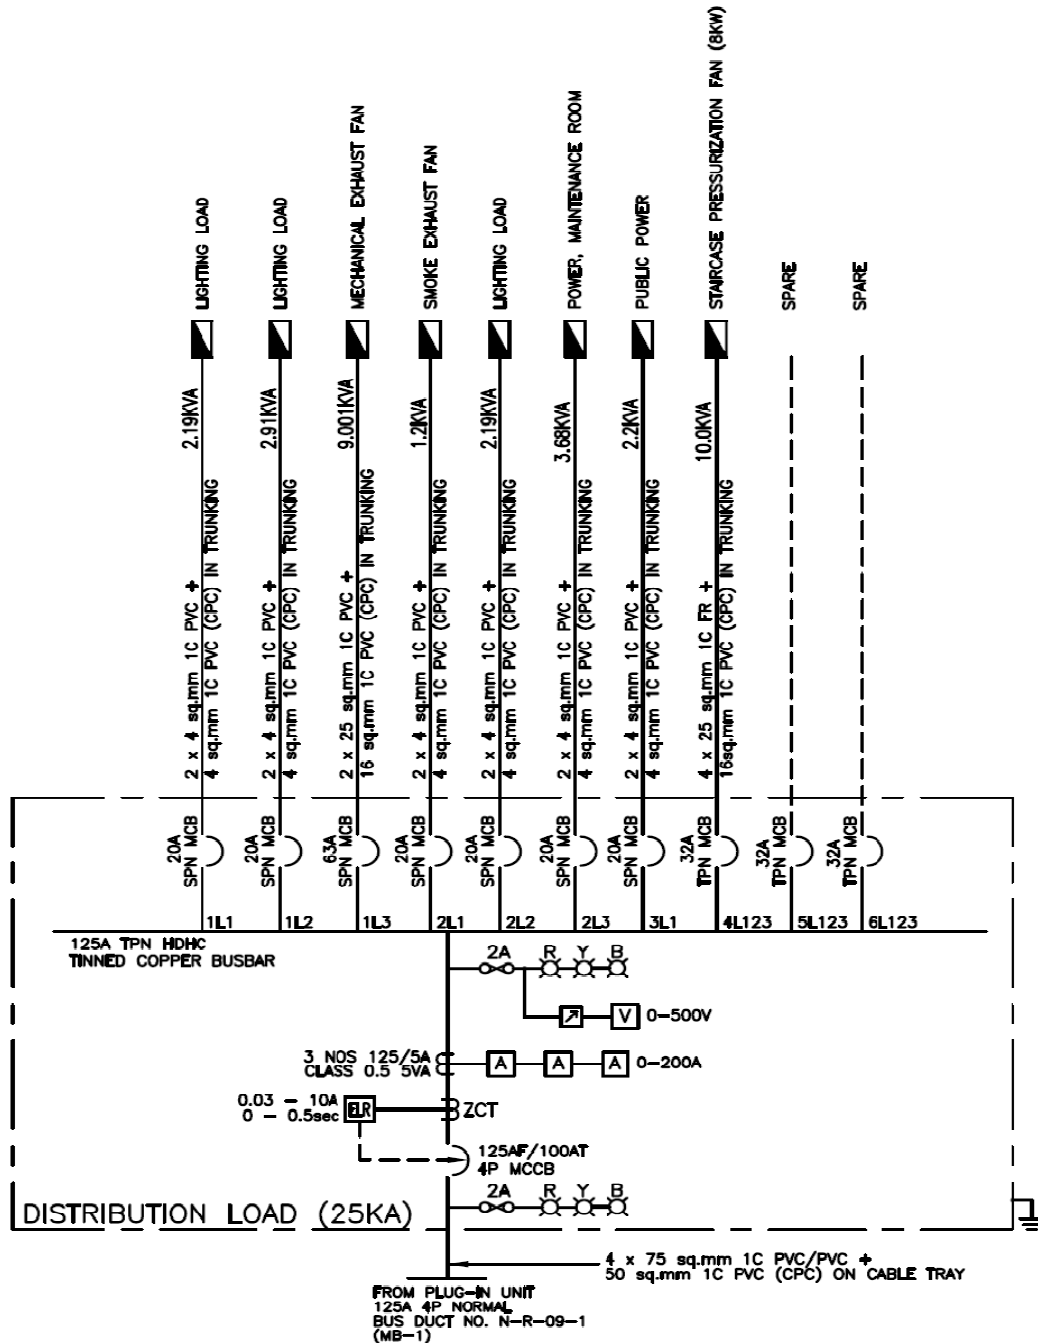 LIGHTING LOAD
LIGHTING LOAD
MECHANICAL EXHAUST FAN
SMOKE EXHAUST FAN
LIGHTING LOAD
POWER, MAINTENANCE ROOM
PUBLIC POWER
STAIRCASE PRESSURIZATION FAN (8KW)
SPARE
SPARE
2.19KVA
2.91KVA
9.001KVA
1.2KVA
2.19KVA
3.68KVA
2.2KVA
10.0KVA
2 x 4 sq.mm 1C PVC +
4 sq.mm 1C PVC (CPC) IN TRUNKING
2 x 4 sq.mm 1C PVC +
4 sq.mm 1C PVC (CPC) IN TRUNKING
2 x 25 sq.mm 1C PVC +
16 sq.mm 1C PVC (CPC) IN TRUNKING
2 x 4 sq.mm 1C PVC +
4 sq.mm 1C PVC (CPC) IN TRUNKING
2 x 4 sq.mm 1C PVC +
4 sq.mm 1C PVC (CPC) IN TRUNKING
2 x 4 sq.mm 1C PVC +
4 sq.mm 1C PVC (CPC) IN TRUNKING
2 x 4 sq.mm 1C PVC +
4 sq.mm 1C PVC (CPC) IN TRUNKING
4 x 25 sq.mm 1C FR +
16sq.mm 1C PVC (CPC) IN TRUNKING
20A
SPN MCB
20A
SPN MCB
63A
SPN MCB
20A
SPN MCB
20A
SPN MCB
20A
SPN MCB
20A
SPN MCB
32A
TPN MCB
32A
TPN MCB
32A
TPN MCB
1L1 1L2 1L3 2L1 2L2 2L3 3L1 4L123 5L123 6L123
125A TPN HDHC
TINNED COPPER BUSBAR
2A R Y B
V 0-500V
3 NOS 125/5A
CLASS 0.5 5VA
A A A 0-200A
0.03 - 10A
0 - 0.5sec
ELR
ZCT
125AF/100AT
4P MCCB
2A R Y B
DISTRIBUTION LOAD (25KA)
4 x 75 sq.mm 1C PVC/PVC +
50 sq.mm 1C PVC (CPC) ON CABLE TRAY
FROM PLUG-IN UNIT
125A 4P NORMAL
BUS DUCT NO. N-R-09-1
(MB-1)